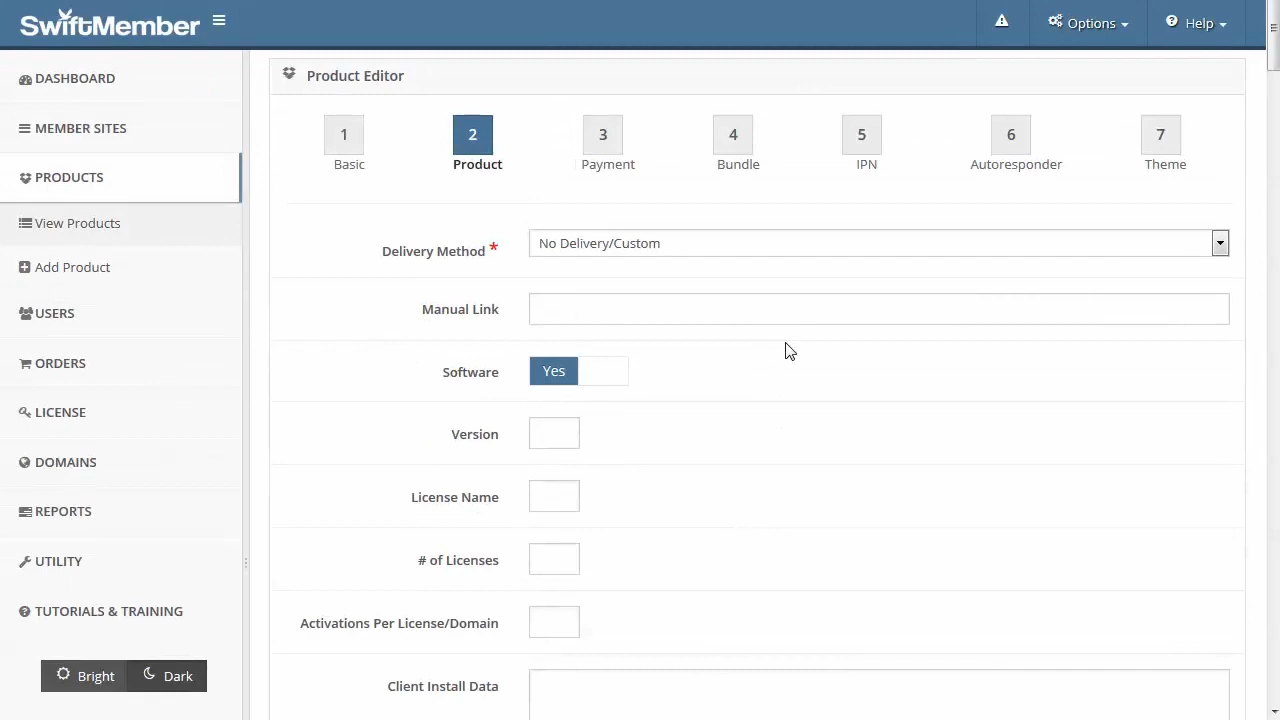 SwiftMember
Options
Help
DASHBOARD
MEMBER SITES
PRODUCTS
View Products
Add Product
USERS
ORDERS
LICENSE
DOMAINS
REPORTS
UTILITY
TUTORIALS & TRAINING
Bright
Dark
Product Editor
1 2 3 4 5 6 7
Basic Product Payment Bundle IPN Autoresponder Theme
Delivery Method * No Delivery/Custom
Manual Link
Software Yes
Version
License Name
# of Licenses
Activations Per License/Domain
Client Install Data